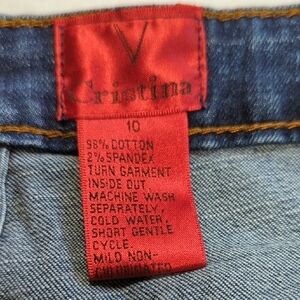 V
Cristina
10
98% COTTON
2% SPANDEX
TURN GARMENT
INSIDE OUT,
MACHINE WASH
SEPARATELY,
COLD WATER,
SHORT GENTLE
CYCLE.
MILD NON-